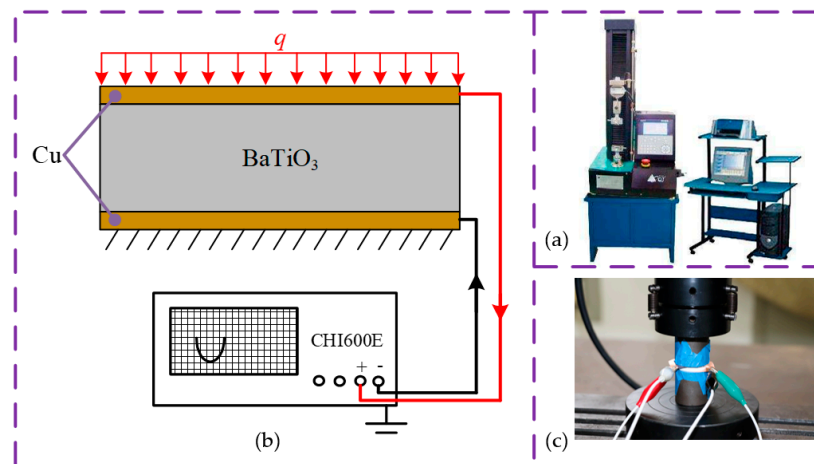 q
Cu
BaTiO₃
CHI600E
+ -
(a)
(b)
(c)